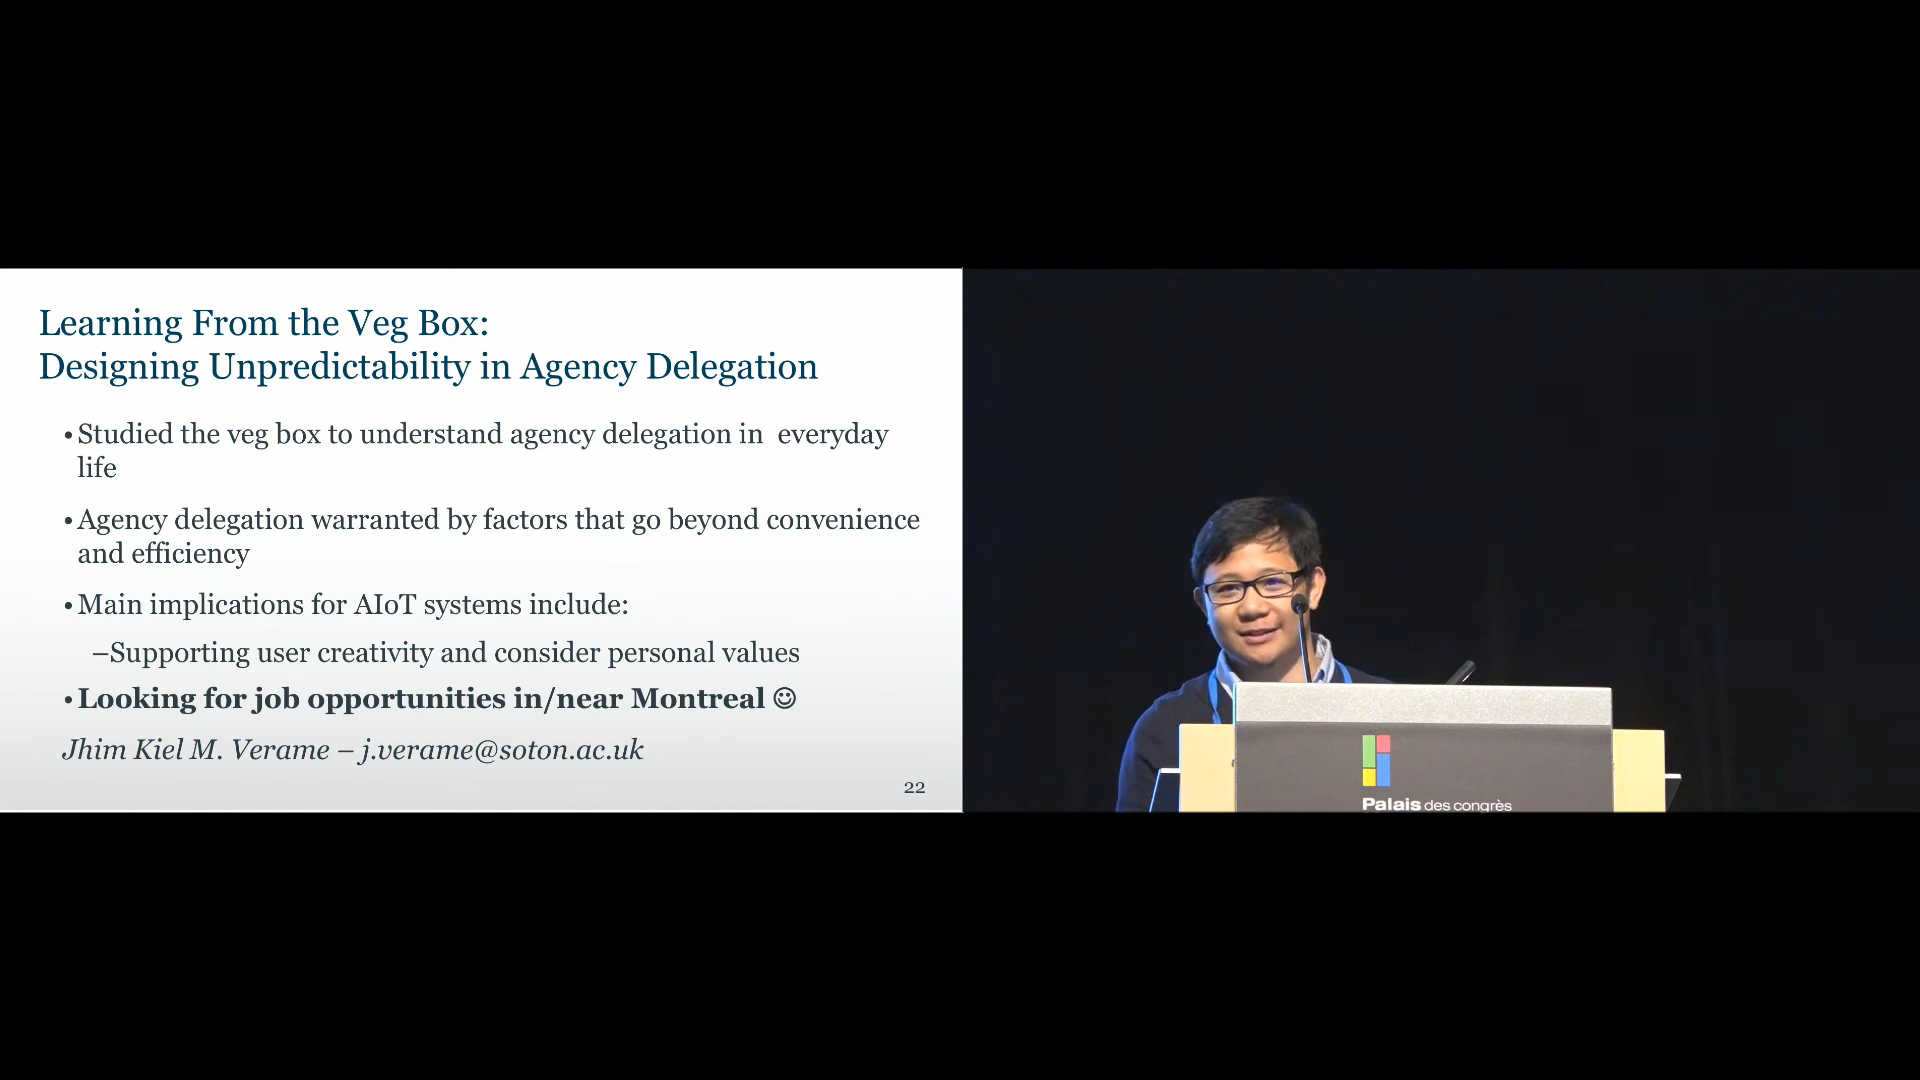 Learning From the Veg Box:
Designing Unpredictability in Agency Delegation
•Studied the veg box to understand agency delegation in  everyday
life
•Agency delegation warranted by factors that go beyond convenience
and efficiency
•Main implications for AIoT systems include:
–Supporting user creativity and consider personal values
•Looking for job opportunities in/near Montreal ☺
Jhim Kiel M. Verame – j.verame@soton.ac.uk
22
Palais des congrès